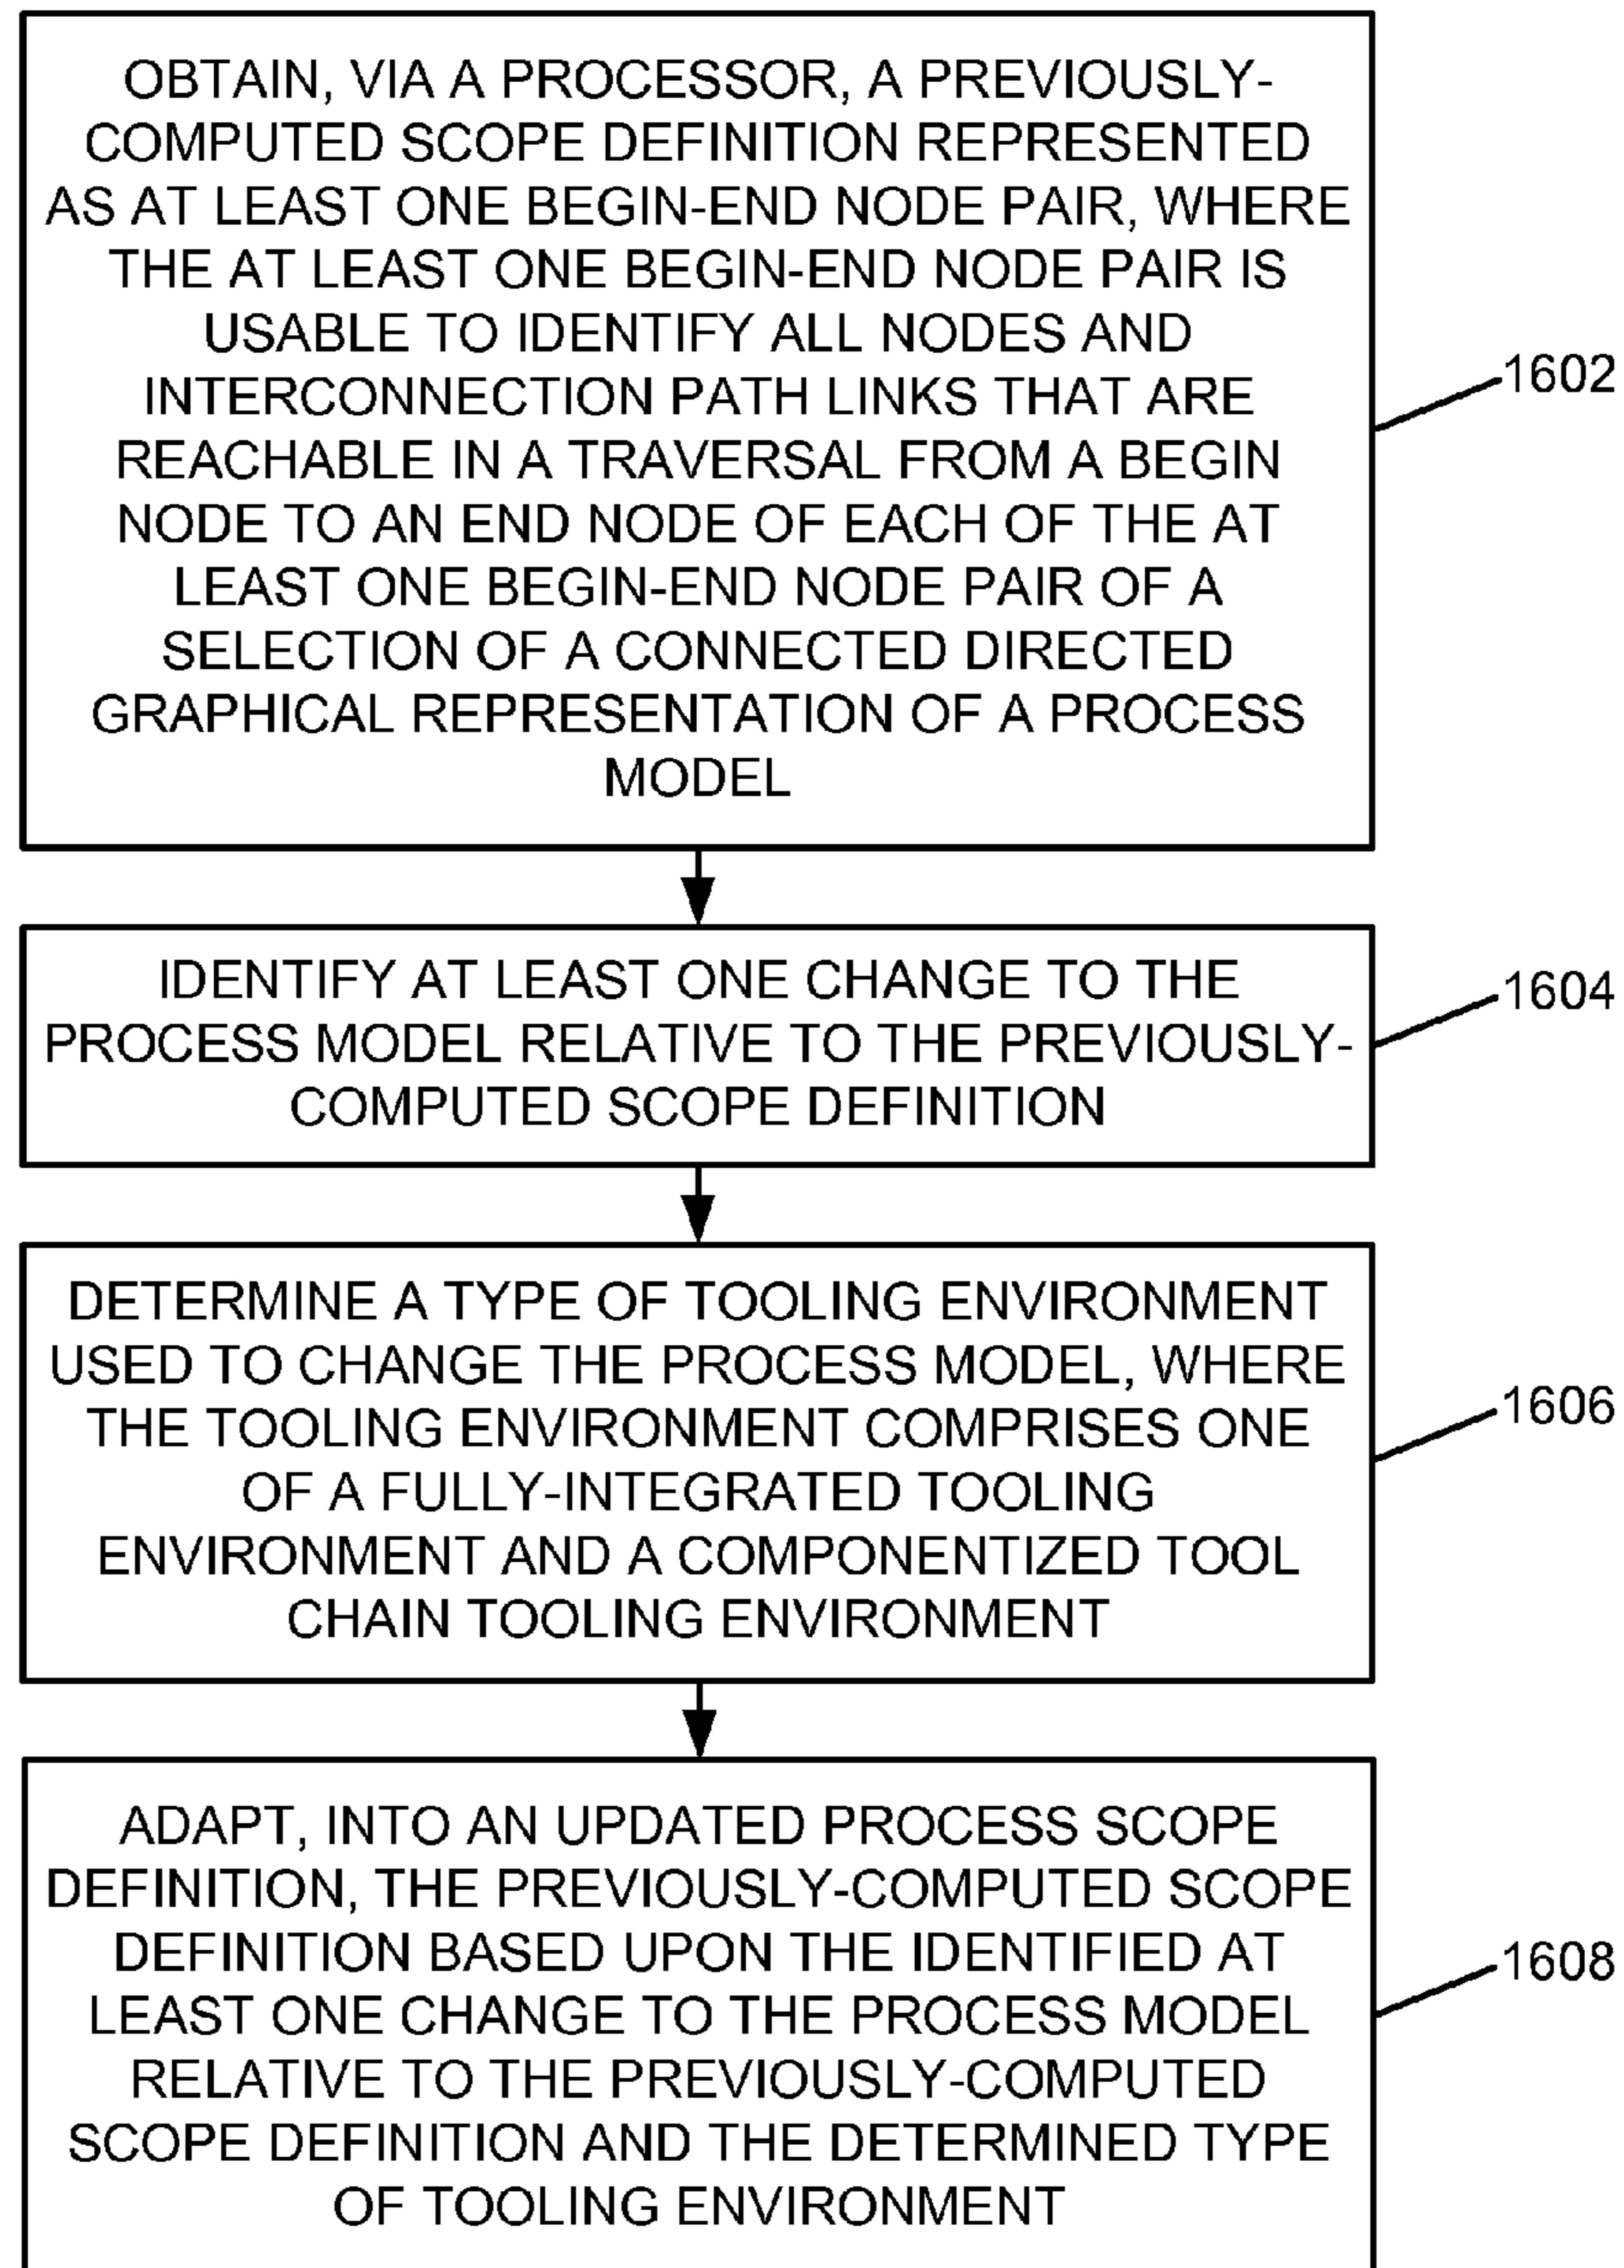 OBTAIN, VIA A PROCESSOR, A PREVIOUSLY-
COMPUTED SCOPE DEFINITION REPRESENTED
AS AT LEAST ONE BEGIN-END NODE PAIR, WHERE
THE AT LEAST ONE BEGIN-END NODE PAIR IS
USABLE TO IDENTIFY ALL NODES AND
INTERCONNECTION PATH LINKS THAT ARE
REACHABLE IN A TRAVERSAL FROM A BEGIN
NODE TO AN END NODE OF EACH OF THE AT
LEAST ONE BEGIN-END NODE PAIR OF A
SELECTION OF A CONNECTED DIRECTED
GRAPHICAL REPRESENTATION OF A PROCESS
MODEL
1602
IDENTIFY AT LEAST ONE CHANGE TO THE
PROCESS MODEL RELATIVE TO THE PREVIOUSLY-
COMPUTED SCOPE DEFINITION
1604
DETERMINE A TYPE OF TOOLING ENVIRONMENT
USED TO CHANGE THE PROCESS MODEL, WHERE
THE TOOLING ENVIRONMENT COMPRISES ONE
OF A FULLY-INTEGRATED TOOLING
ENVIRONMENT AND A COMPONENTIZED TOOL
CHAIN TOOLING ENVIRONMENT
1606
ADAPT, INTO AN UPDATED PROCESS SCOPE
DEFINITION, THE PREVIOUSLY-COMPUTED SCOPE
DEFINITION BASED UPON THE IDENTIFIED AT
LEAST ONE CHANGE TO THE PROCESS MODEL
RELATIVE TO THE PREVIOUSLY-COMPUTED
SCOPE DEFINITION AND THE DETERMINED TYPE
OF TOOLING ENVIRONMENT
1608